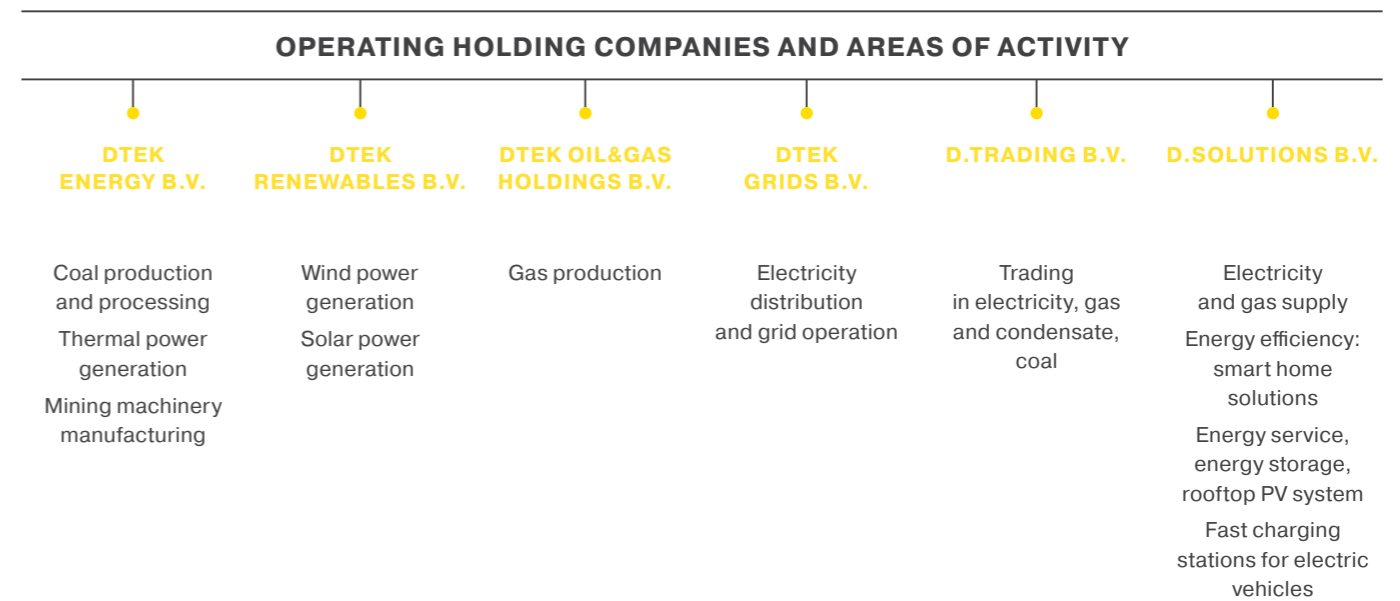 OPERATING HOLDING COMPANIES AND AREAS OF ACTIVITY
DTEK
ENERGY B.V.
Coal production
and processing
Thermal power
generation
Mining machinery
manufacturing
DTEK
RENEWABLES B.V.
Wind power
generation
Solar power
generation
DTEK OIL&GAS
HOLDINGS B.V.
Gas production
DTEK
GRIDS B.V.
Electricity
distribution
and grid operation
D.TRADING B.V.
Trading
in electricity, gas
and condensate,
coal
D.SOLUTIONS B.V.
Electricity
and gas supply
Energy efficiency:
smart home
solutions
Energy service,
energy storage,
rooftop PV system
Fast charging
stations for electric
vehicles